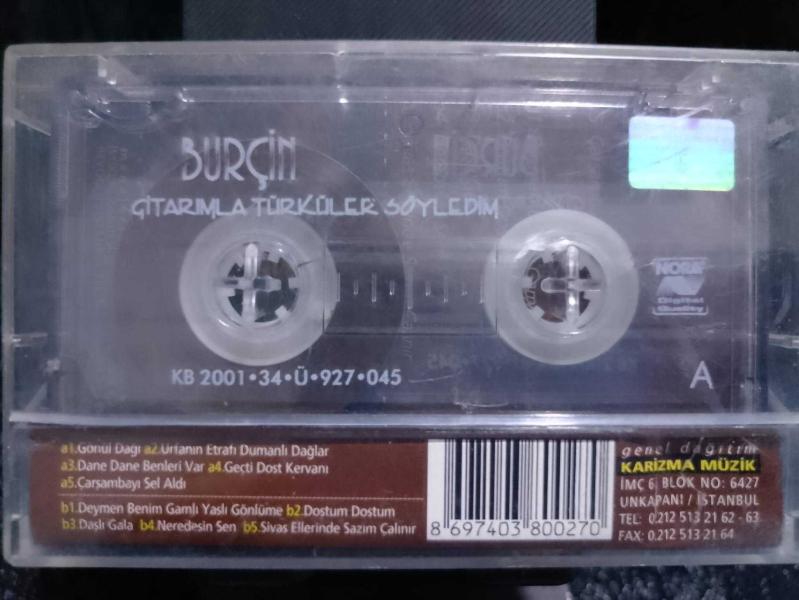 BURÇİN
GİTARIMLA TÜRKÜLER SÖYLEDİM
NORA
Digital
Quality
KB 2001•34•Ü•927•045
A
a1.Gönül Dağı a2.Urfanın Etrafı Dumanlı Dağlar
a3.Dane Dane Benleri Var a4.Geçti Dost Kervanı
a5.Çarşambayı Sel Aldı
b1.Deymen Benim Gamlı Yaslı Gönlüme b2.Dostum Dostum
b3.Daşlı Gala b4.Neredesin Sen b5.Sivas Ellerinde Sazım Çalınır
8 697403 800270
genel dağıtım
KARİZMA MÜZİK
İMÇ 6. BLOK NO: 6427
UNKAPANI / İSTANBUL
TEL: 0.212 513 21 62 - 63
FAX: 0.212 513 21 64